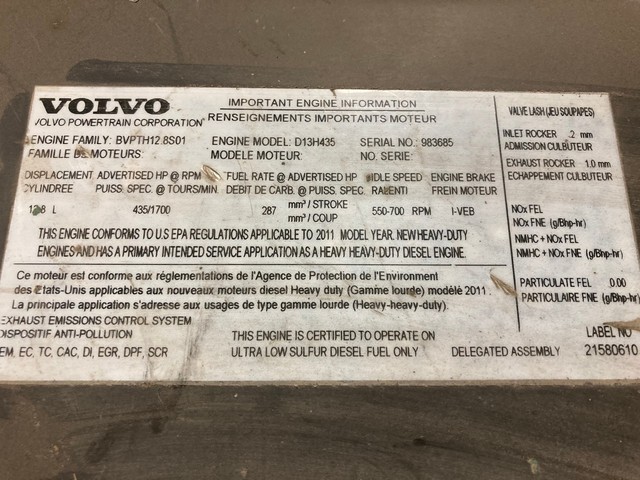 VOLVO
VOLVO POWERTRAIN CORPORATION
IMPORTANT ENGINE INFORMATION
RENSEIGNEMENTS IMPORTANTS MOTEUR
ENGINE FAMILY: BVPTH12.8S01 ENGINE MODEL: D13H435 SERIAL NO.: 983685
FAMILLE DE MOTEURS: MODELE MOTEUR: NO. SERIE:
DISPLACEMENT ADVERTISED HP @ RPM FUEL RATE @ ADVERTISED HP IDLE SPEED ENGINE BRAKE
CYLINDREE PUISS. SPEC. @ TOURS/MIN. DEBIT DE CARB. @ PUISS. SPEC. RALENTI FREIN MOTEUR
12.8 L 435/1700 287 mm³ / STROKE 550-700 RPM I-VEB
mm³ / COUP
THIS ENGINE CONFORMS TO U.S EPA REGULATIONS APPLICABLE TO 2011 MODEL YEAR. NEW HEAVY-DUTY
ENGINES AND HAS A PRIMARY INTENDED SERVICE APPLICATION AS A HEAVY HEAVY-DUTY DIESEL ENGINE.
Ce moteur est conforme aux réglementations de l'Agence de Protection de l'Environment
des Etats-Unis applicables aux nouveaux moteurs diesel Heavy duty (Gamme lourde) modélé 2011.
La principale application s'adresse aux usages de type gamme lourde (Heavy-heavy-duty).
EXHAUST EMISSIONS CONTROL SYSTEM
DISPOSITIF ANTI-POLLUTION
EM, EC, TC, CAC, DI, EGR, DPF, SCR
THIS ENGINE IS CERTIFIED TO OPERATE ON
ULTRA LOW SULFUR DIESEL FUEL ONLY
DELEGATED ASSEMBLY
VALVE LASH (JEU SOUPAPES)
INLET ROCKER .2 mm
ADMISSION CULBUTEUR
EXHAUST ROCKER 1.0 mm
ECHAPPEMENT CULBUTEUR
NOx FEL
NOx FNE (g/Bhp-hr)
NMHC + NOx FEL
NMHC + NOx FNE (g/Bhp-hr)
PARTICULATE FEL 0.00
PARTICULAIRE FNE (g/Bhp-hr)
LABEL NO
21580610